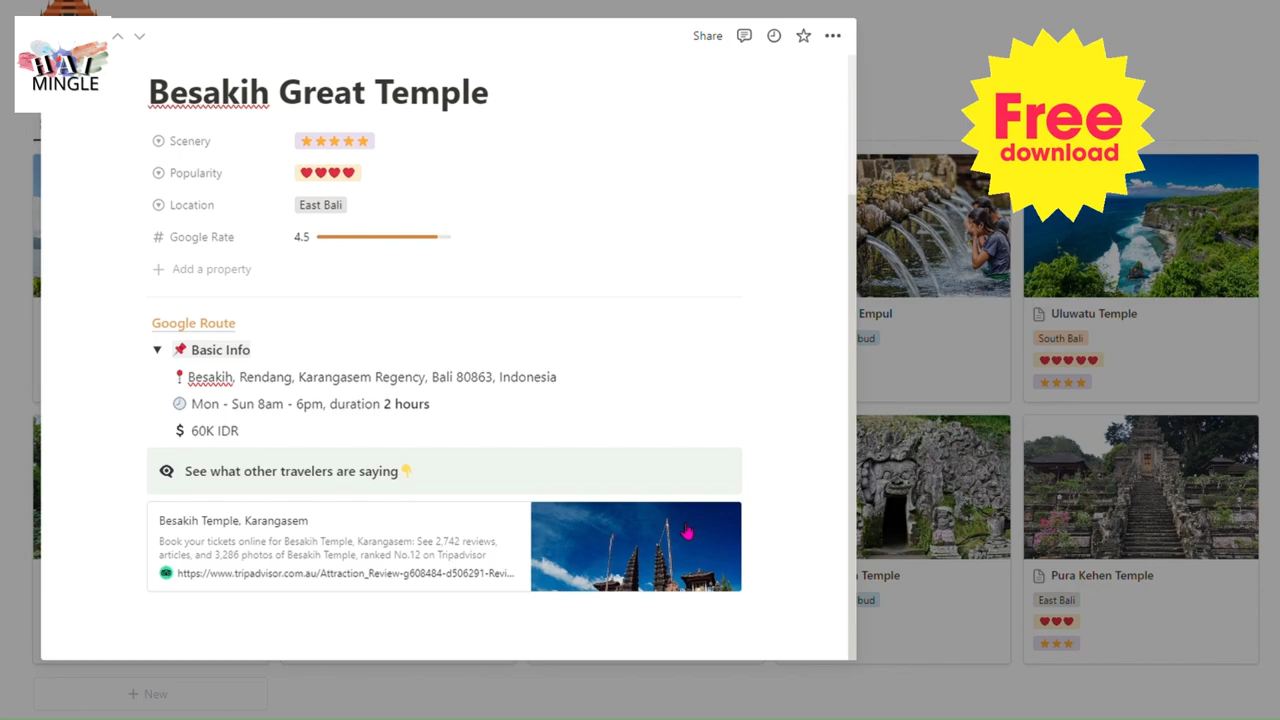 HAI
MINGLE
Share
Besakih Great Temple
Scenery
Popularity
Location East Bali
# Google Rate 4.5
+ Add a property
Google Route
Basic Info
Besakih, Rendang, Karangasem Regency, Bali 80863, Indonesia
Mon - Sun 8am - 6pm, duration 2 hours
$ 60K IDR
See what other travelers are saying
Besakih Temple, Karangasem
Book your tickets online for Besakih Temple, Karangasem: See 2,742 reviews,
articles, and 3,286 photos of Besakih Temple, ranked No.12 on Tripadvisor
https://www.tripadvisor.com.au/Attraction_Review-g608484-d506291-Revi...
Free
download
Empul
bud
Uluwatu Temple
South Bali
Temple
bud
Pura Kehen Temple
East Bali
+ New